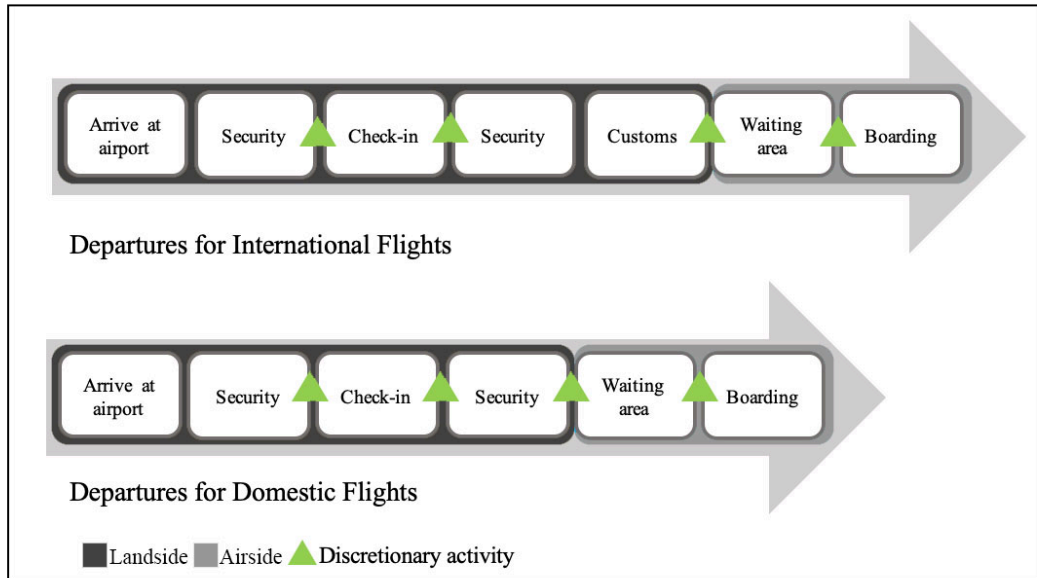 Arrive at
airport
Security
Check-in
Security
Customs
Waiting
area
Boarding
Departures for International Flights
Arrive at
airport
Security
Check-in
Security
Waiting
area
Boarding
Departures for Domestic Flights
Landside Airside Discretionary activity